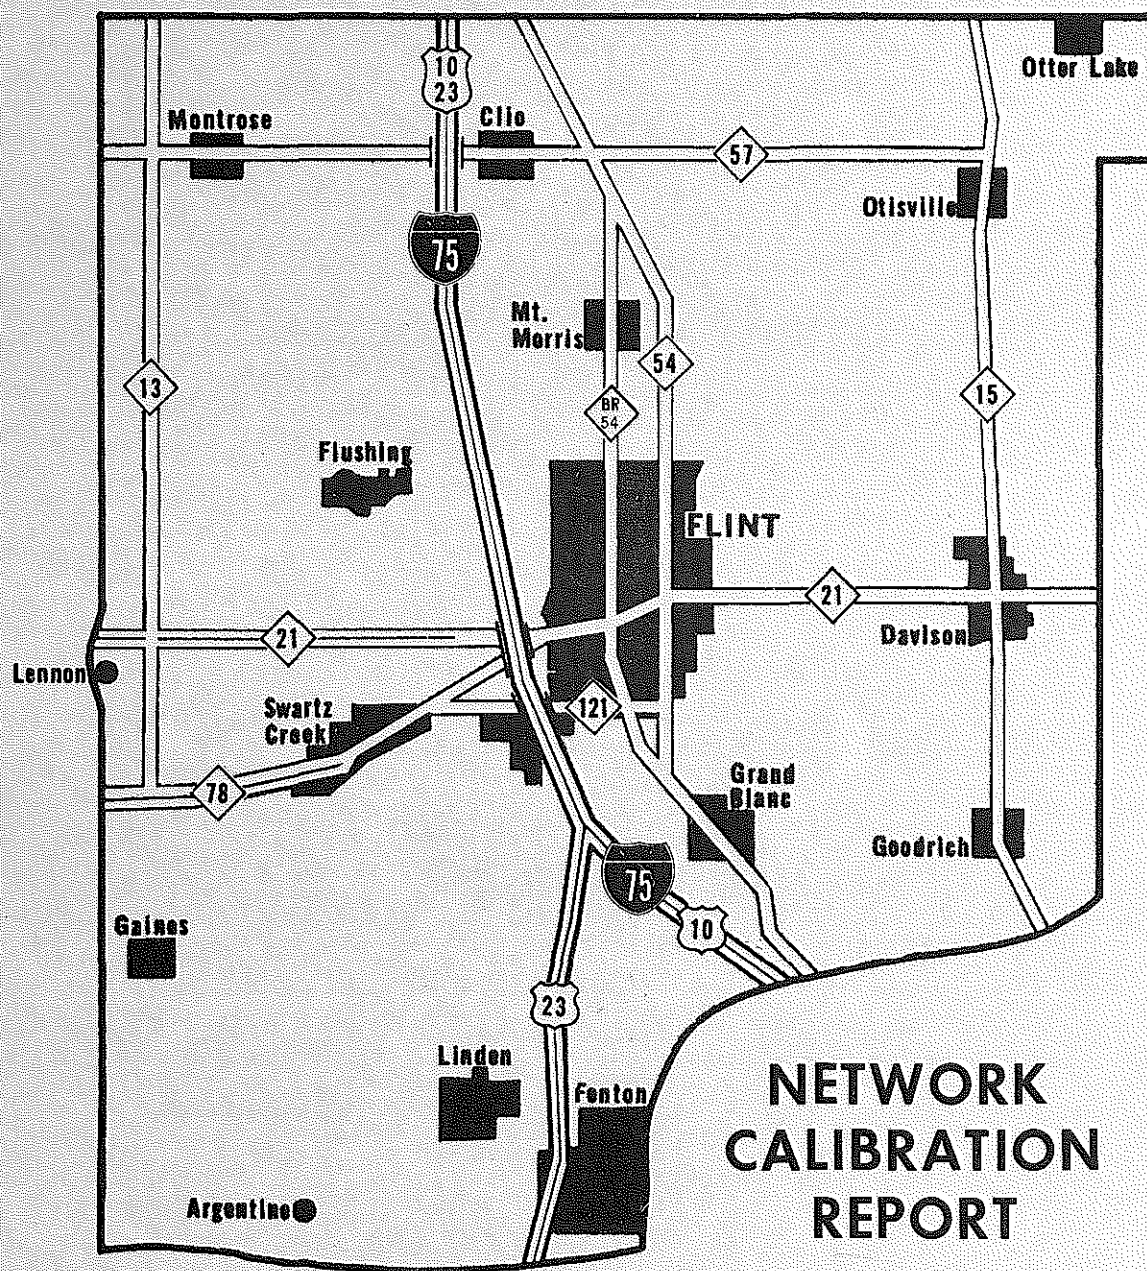 10
23
Otter Lake
Montrose
Clio
57
Otisville
75
Mt.
Morris
54
13
BR
54
15
Flushing
FLINT
21
21
Davison
Lennon
121
Swartz
Creek
78
Grand
Blanc
Goodrich
75
10
Gaines
23
Linden
Fenton
Argentine
NETWORK
CALIBRATION
REPORT